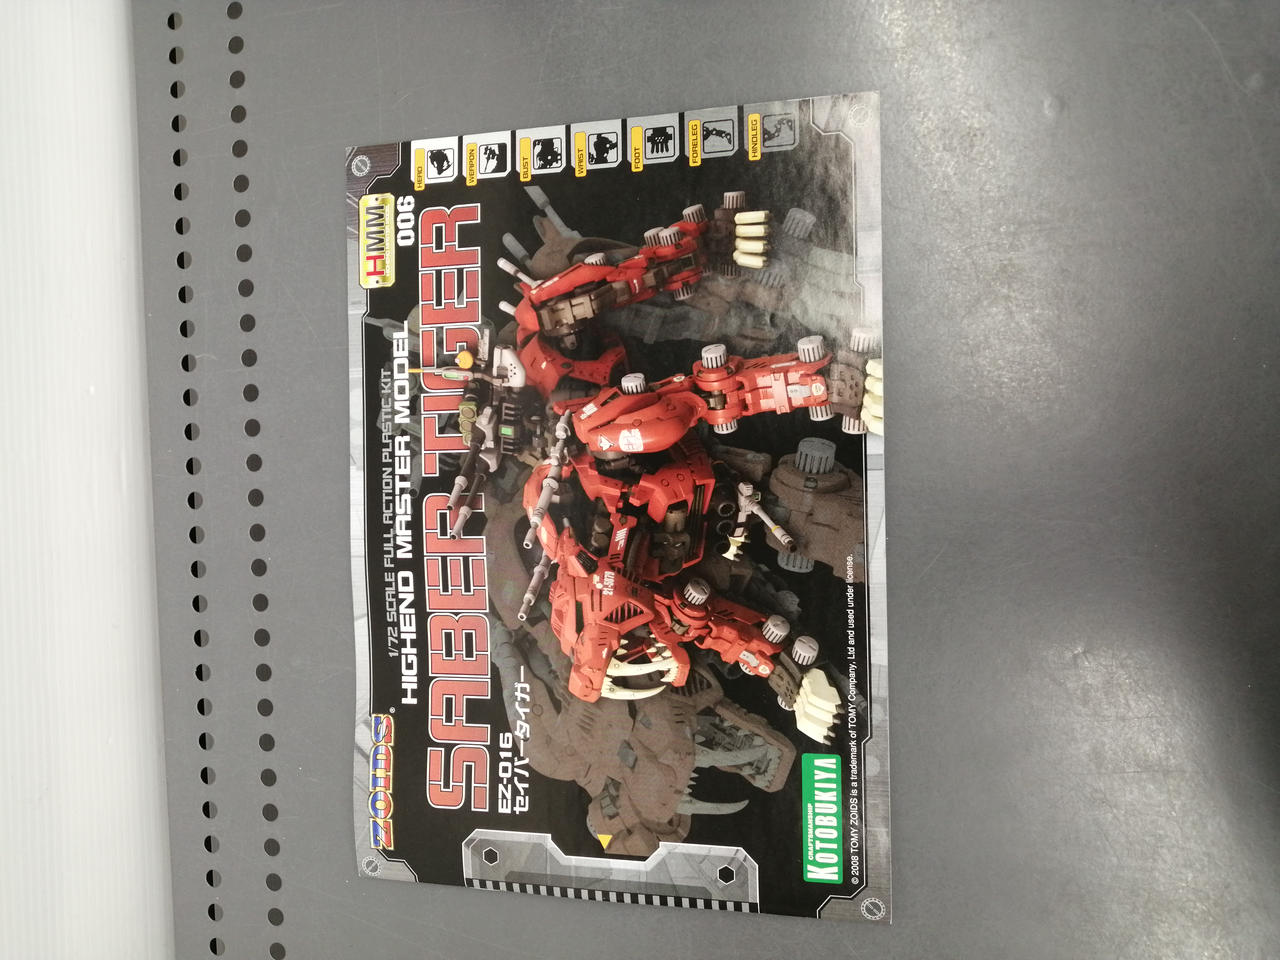 ZOIDS®
1/72 SCALE FULL ACTION PLASTIC KIT
HIGHEND MASTER MODEL
HMM
006
SABER TIGER
EZ-016
セイバータイガー
HEAD
WEAPON
BUST
WAIST
FOOT
FORELEG
HINDLEG
CRAFTSMANSHIP
KOTOBUKIYA
© 2008 TOMY ZOIDS is a trademark of TOMY Company, Ltd and used under license.